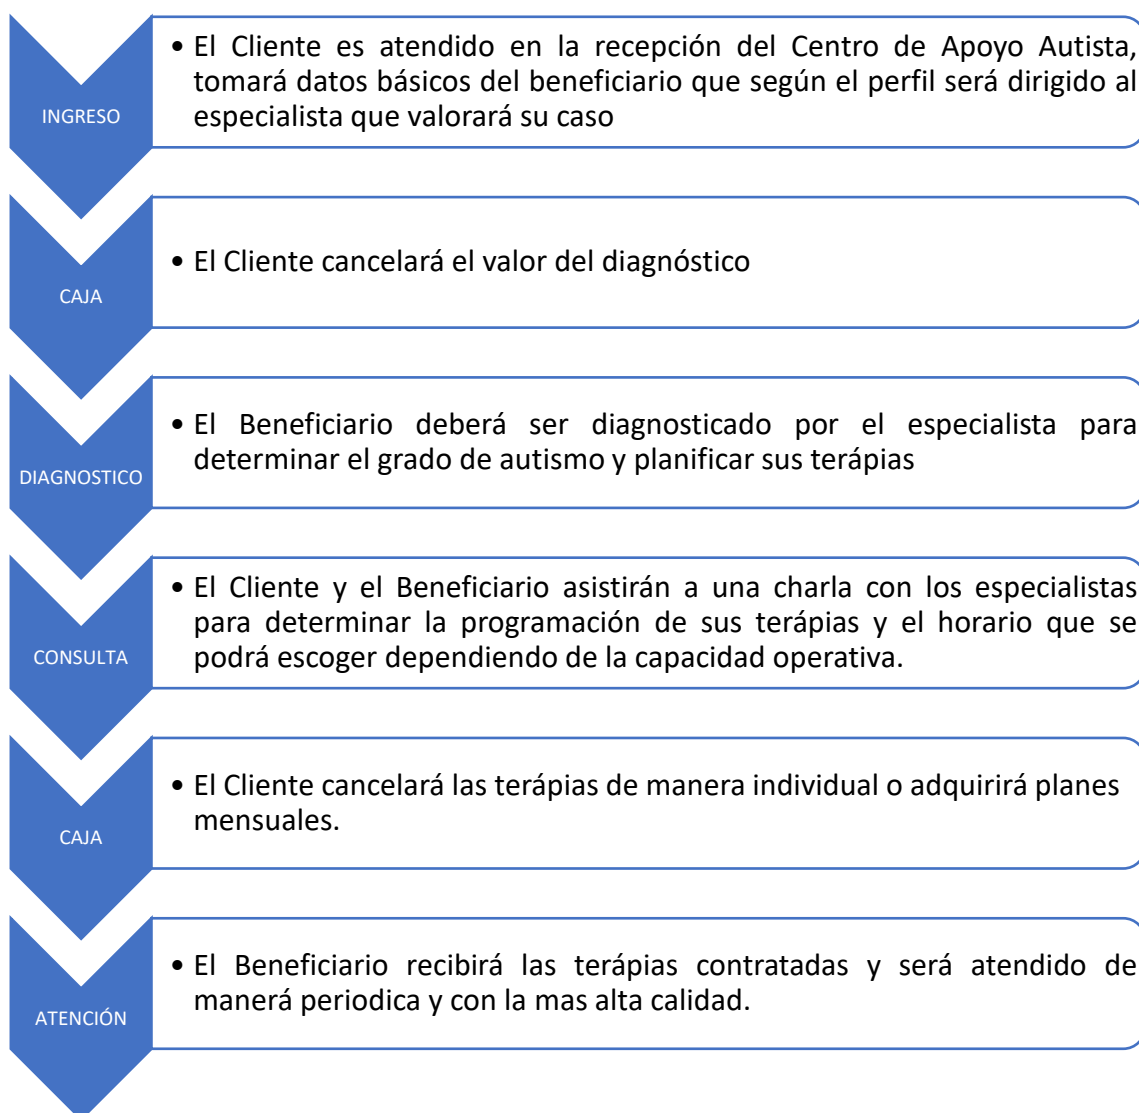 INGRESO
• El Cliente es atendido en la recepción del Centro de Apoyo Autista,
tomará datos básicos del beneficiario que según el perfil será dirigido al
especialista que valorará su caso
CAJA
• El Cliente cancelará el valor del diagnóstico
DIAGNOSTICO
• El Beneficiario deberá ser diagnosticado por el especialista para
determinar el grado de autismo y planificar sus terápias
CONSULTA
• El Cliente y el Beneficiario asistirán a una charla con los especialistas
para determinar la programación de sus terápias y el horario que se
podrá escoger dependiendo de la capacidad operativa.
CAJA
• El Cliente cancelará las terápias de manera individual o adquirirá planes
mensuales.
ATENCIÓN
• El Beneficiario recibirá las terápias contratadas y será atendido de
manerá periodica y con la mas alta calidad.